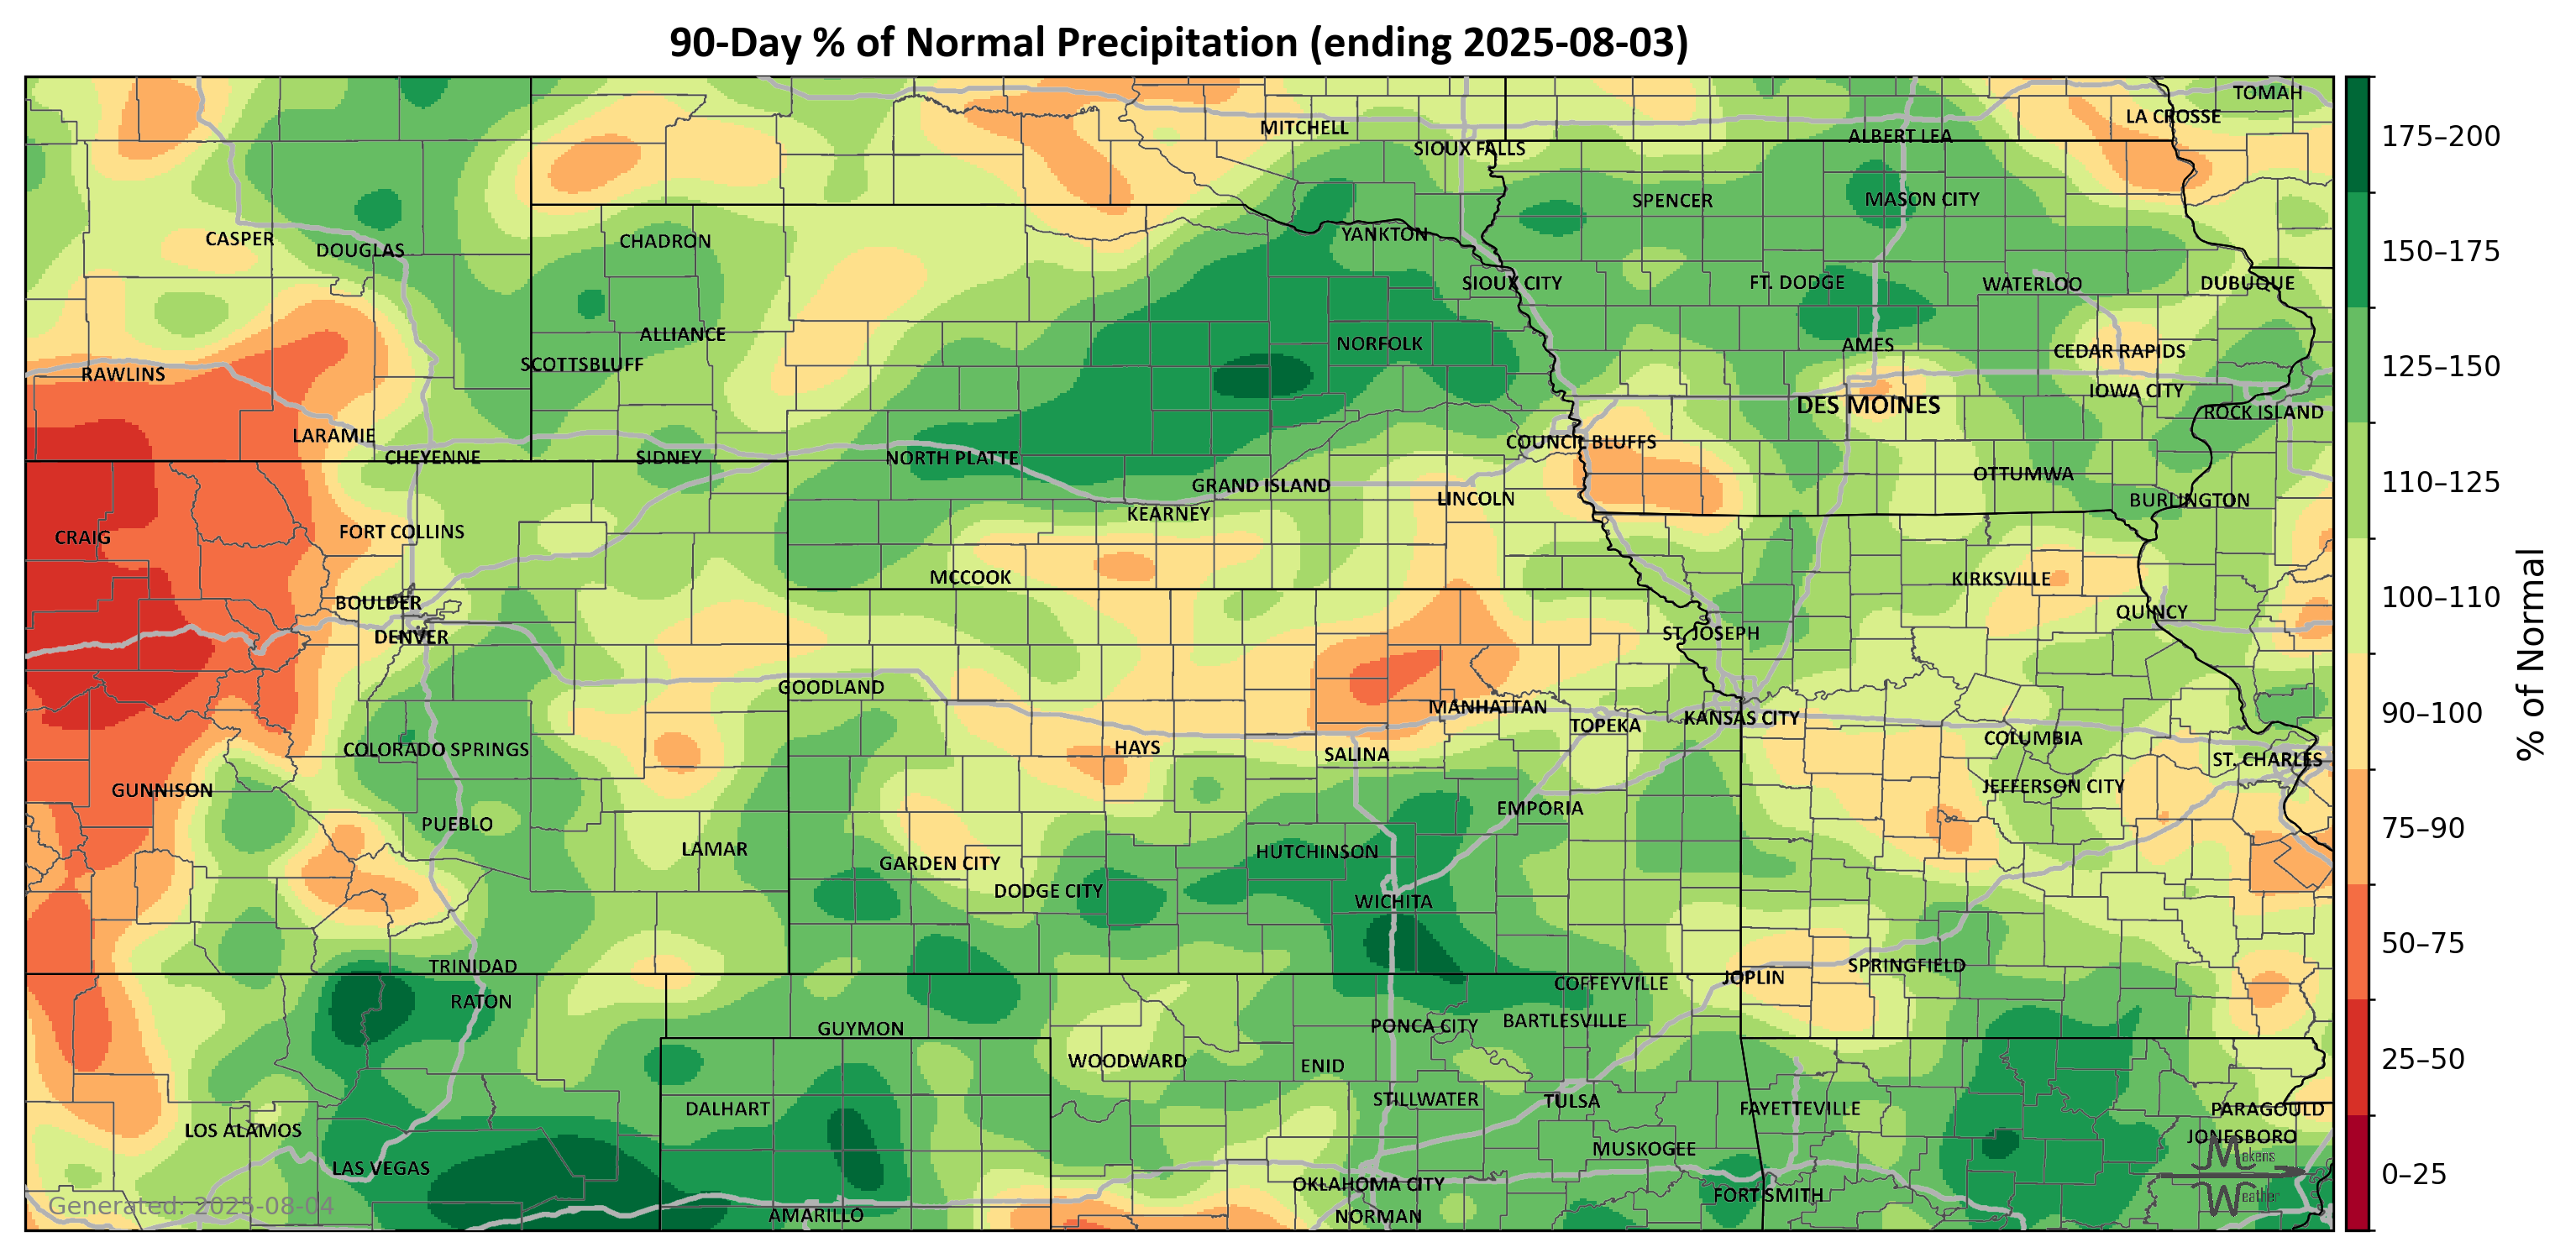 90-Day % of Normal Precipitation (ending 2025-08-03)
TOMAH
LA CROSSE
MITCHELL
ALBERT LEA
SIOUX FALLS
MASON CITY
SPENCER
YANKTON
CASPER
CHADRON
DOUGLAS
SIOUX CITY
FT. DODGE
WATERLOO
DUBUQUE
ALLIANCE
NORFOLK
AMES
CEDAR RAPIDS
SCOTTSBLUFF
RAWLINS
IOWA CITY
DES MOINES
ROCK ISLAND
LARAMIE
COUNCIL BLUFFS
CHEYENNE
SIDNEY
NORTH PLATTE
OTTUMWA
GRAND ISLAND
LINCOLN
BURLINGTON
KEARNEY
FORT COLLINS
CRAIG
MCCOOK
KIRKSVILLE
BOULDER
QUINCY
DENVER
ST. JOSEPH
GOODLAND
MANHATTAN
KANSAS CITY
TOPEKA
COLUMBIA
COLORADO SPRINGS
HAYS
SALINA
ST. CHARLES
GUNNISON
JEFFERSON CITY
EMPORIA
PUEBLO
LAMAR
HUTCHINSON
GARDEN CITY
DODGE CITY
WICHITA
TRINIDAD
SPRINGFIELD
JOPLIN
COFFEYVILLE
RATON
BARTLESVILLE
GUYMON
PONCA CITY
WOODWARD
ENID
STILLWATER
TULSA
DALHART
FAYETTEVILLE
PARAGOULD
LOS ALAMOS
JONESBORO
MUSKOGEE
LAS VEGAS
OKLAHOMA CITY
FORT SMITH
AMARILLO
NORMAN
Makens
Weather
Generated: 2025-08-04
175–200
150–175
125–150
110–125
100–110
90–100
75–90
50–75
25–50
0–25
% of Normal